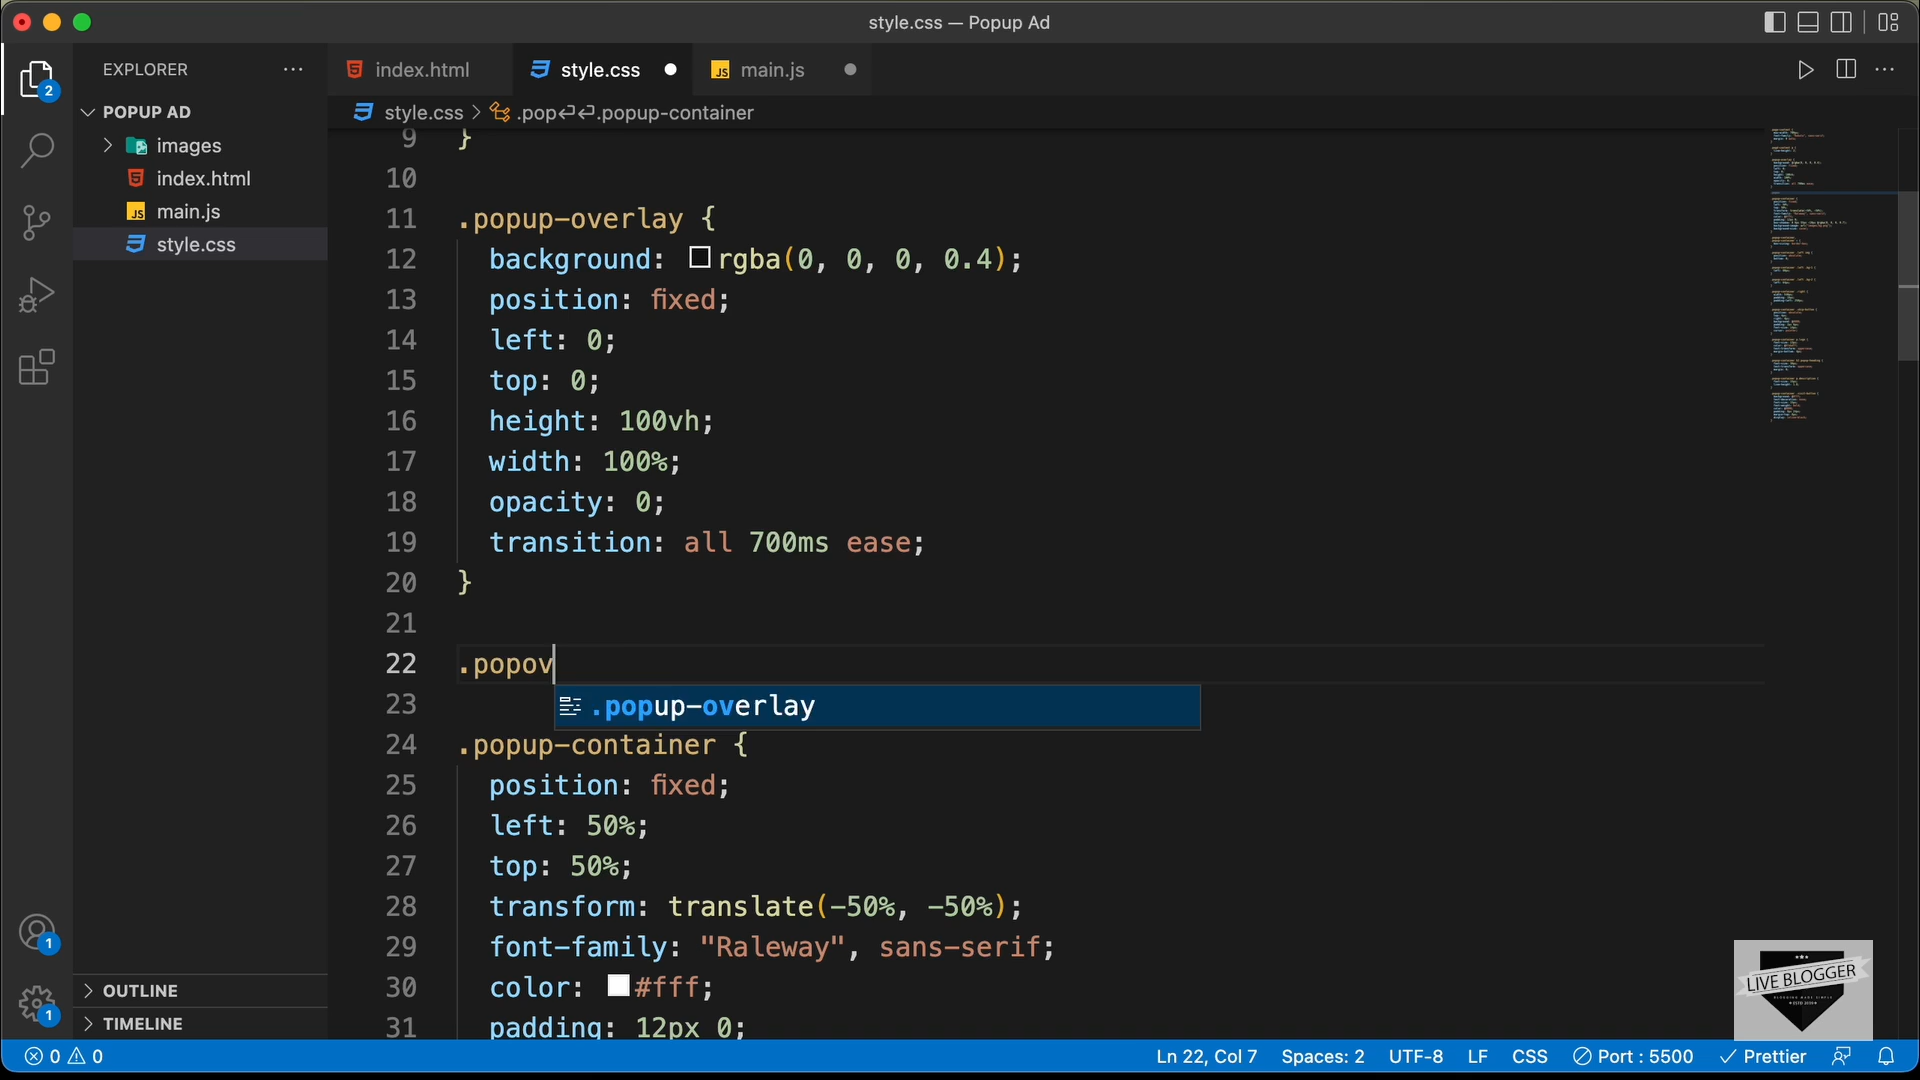 style.css — Popup Ad
EXPLORER
index.html
style.css
main.js
2
POPUP AD
style.css > .pop↵↵.popup-container
images
index.html
main.js
style.css
9 }
10
11 .popup-overlay {
12 background: rgba(0, 0, 0, 0.4);
13 position: fixed;
14 left: 0;
15 top: 0;
16 height: 100vh;
17 width: 100%;
18 opacity: 0;
19 transition: all 700ms ease;
20 }
21
22 .popov
23 .popup-overlay
24 .popup-container {
25 position: fixed;
26 left: 50%;
27 top: 50%;
28 transform: translate(-50%, -50%);
29 font-family: "Raleway", sans-serif;
30 color: #fff;
31 padding: 12px 0;
1
1
OUTLINE
TIMELINE
LIVE BLOGGER
0 0
Ln 22, Col 7 Spaces: 2 UTF-8 LF CSS Port : 5500 Prettier